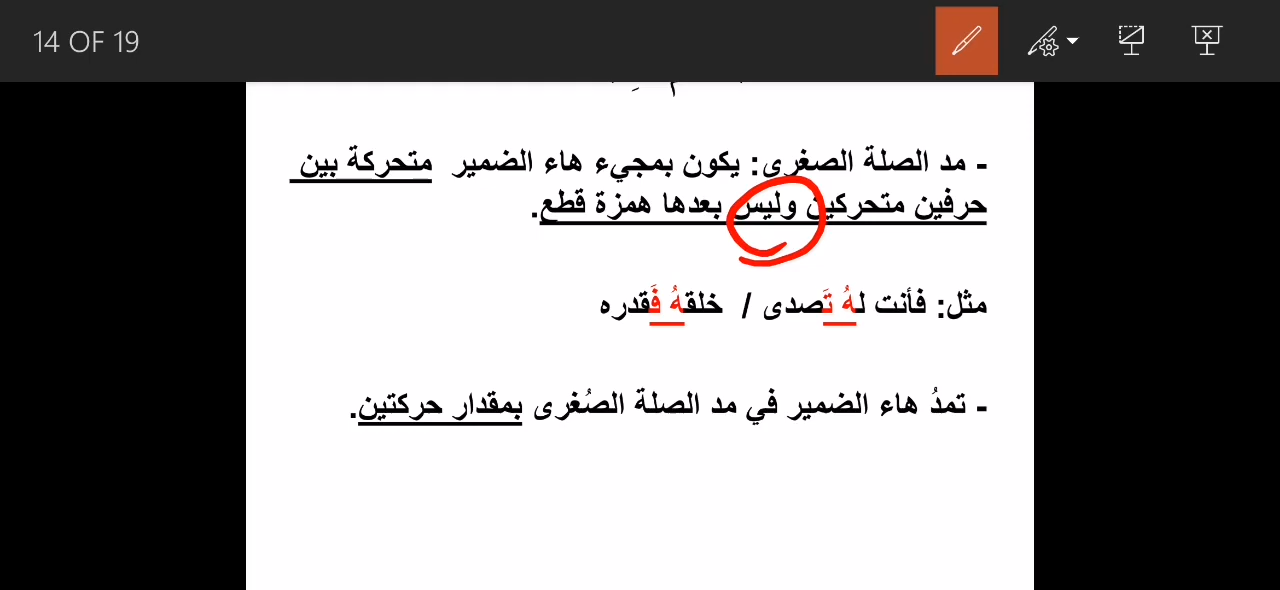 14 OF 19
- مد الصلة الصغرى: يكون بمجيء هاء الضمير متحركة بين
حرفين متحركين وليس بعدها همزة قطع.
مثل: فأنت لهُ تَصدى / خلقهُ فَقدره
- تمدُ هاء الضمير في مد الصلة الصُغرى بمقدار حركتين.